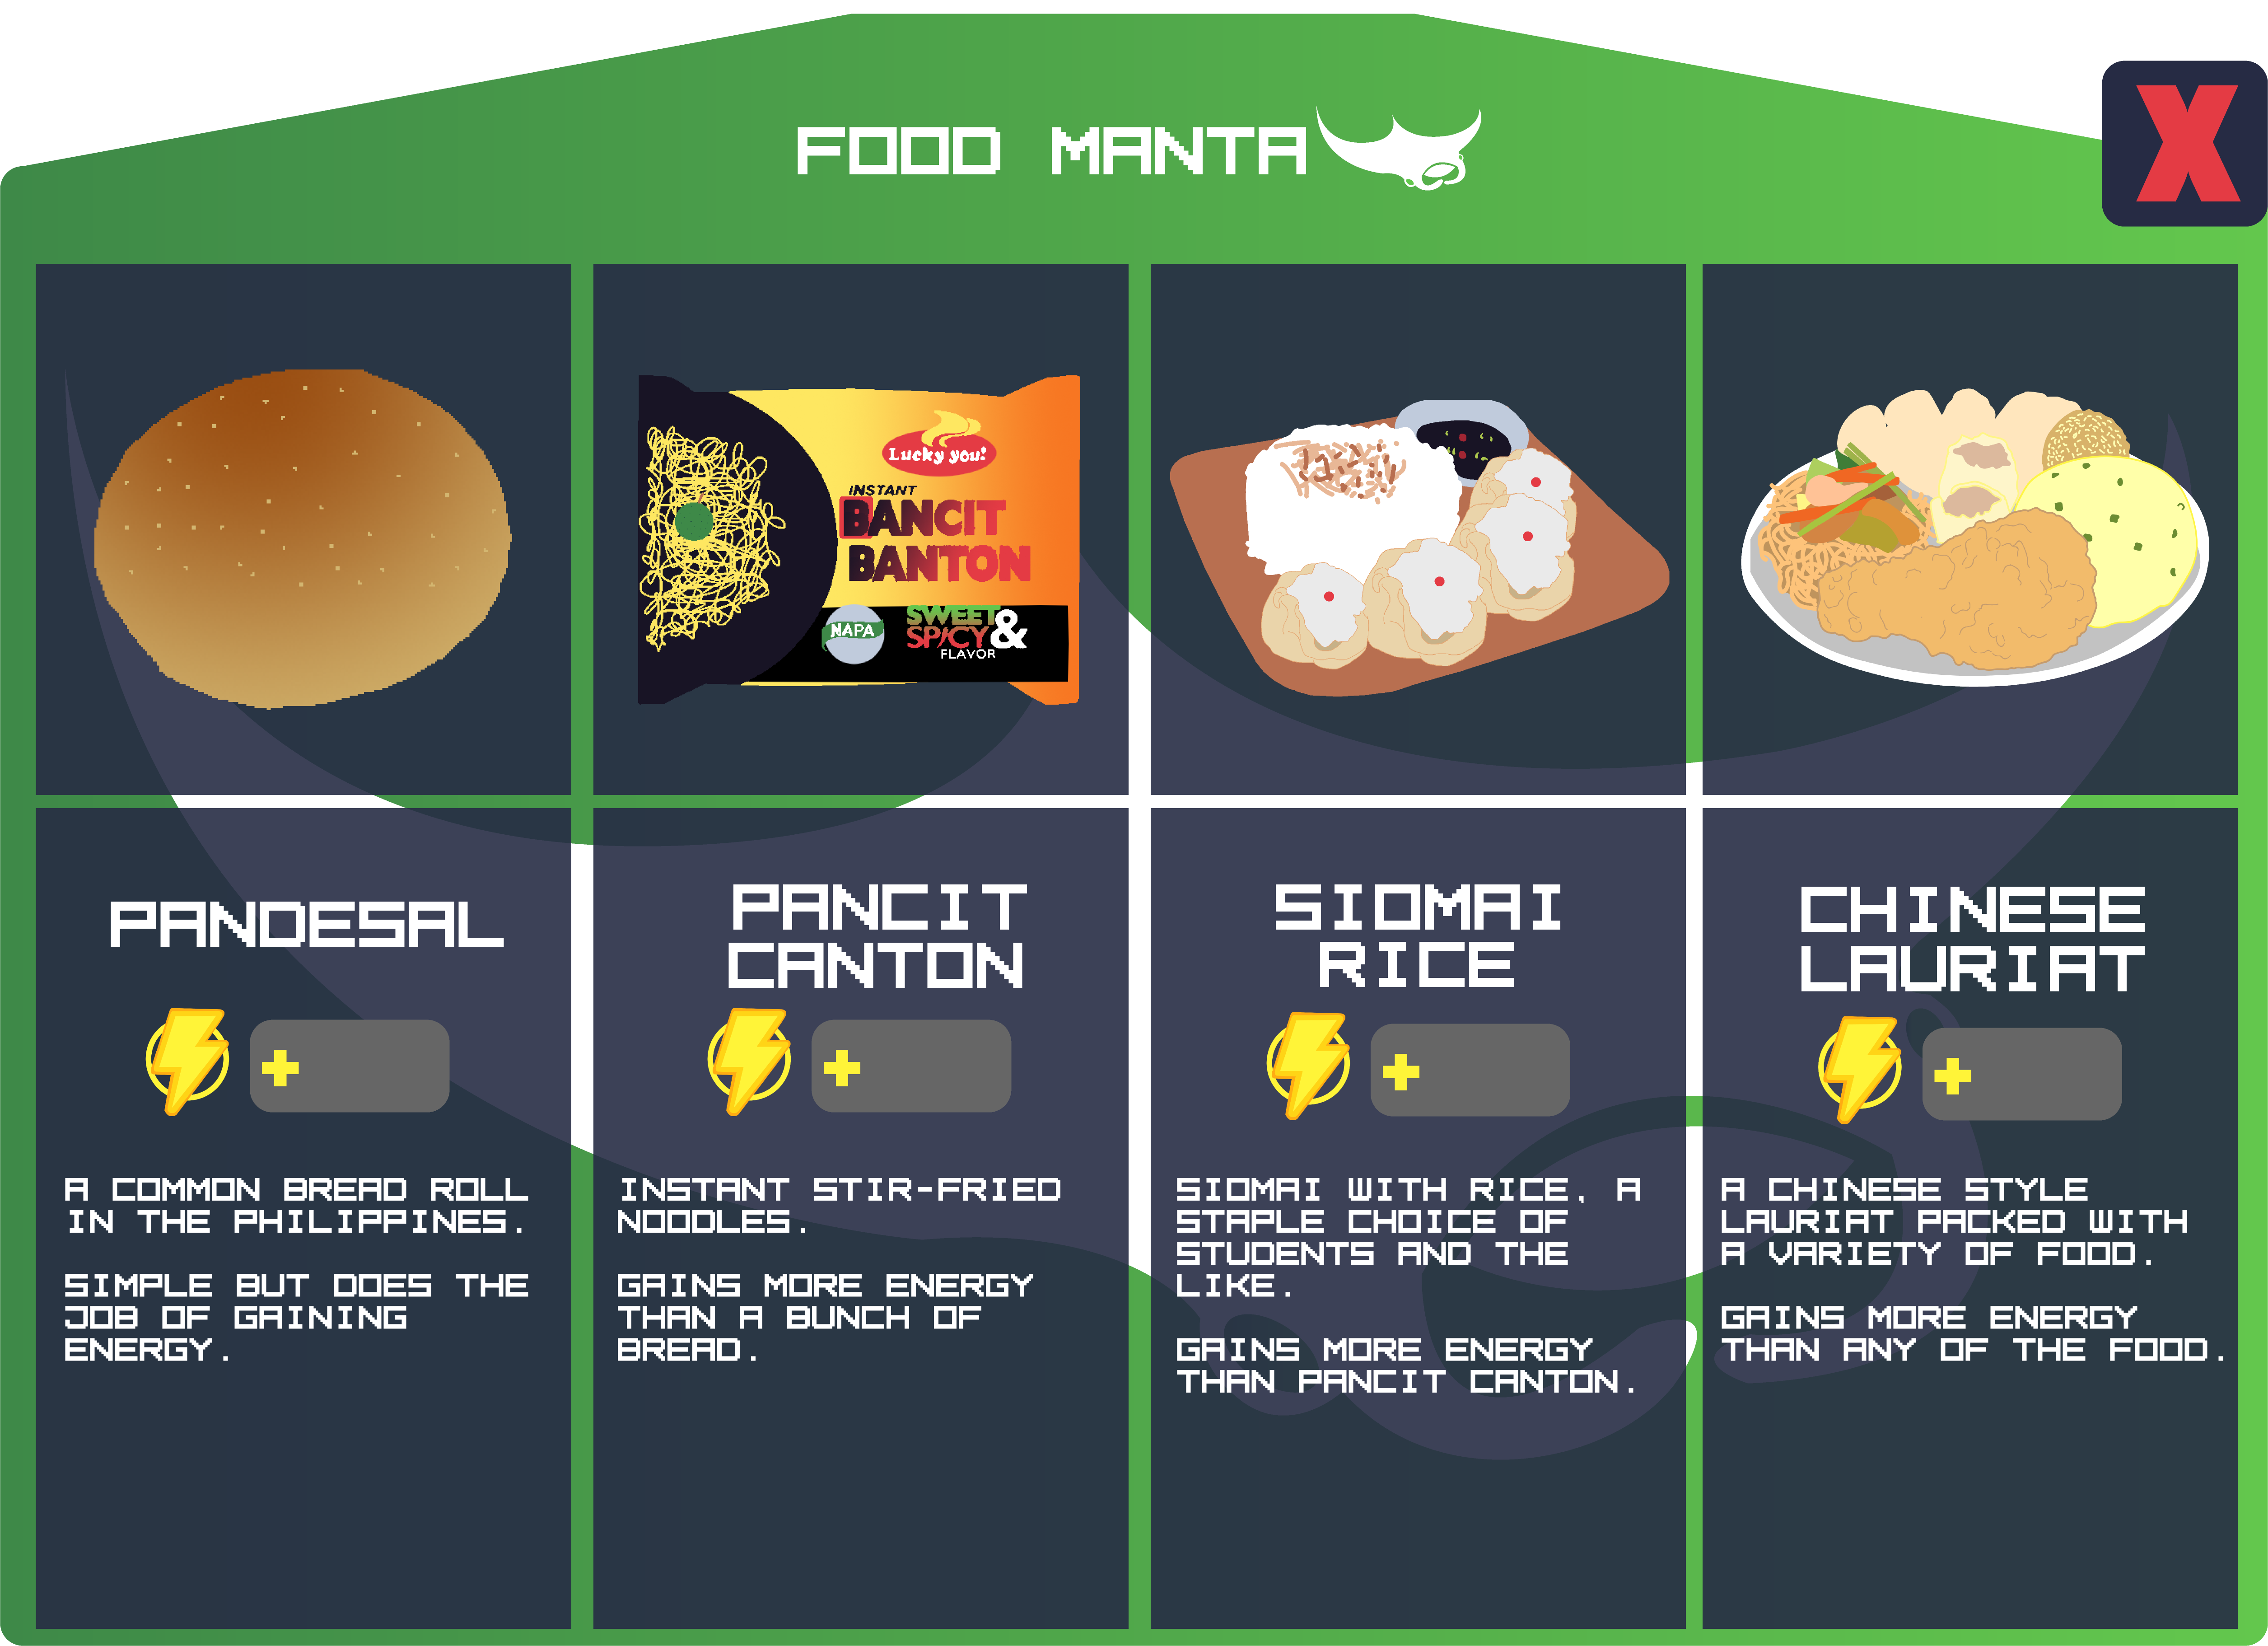 FOOD MANTA
X
Lucky you!
INSTANT
BANCIT
BANTON
NAPA
SWEET
SPICY &
FLAVOR
PANDESAL
+
A COMMON BREAD ROLL
IN THE PHILIPPINES.
SIMPLE BUT DOES THE
JOB OF GAINING
ENERGY.
PANCIT
CANTON
+
INSTANT STIR-FRIED
NOODLES.
GAINS MORE ENERGY
THAN A BUNCH OF
BREAD.
SIOMAI
RICE
+
SIOMAI WITH RICE, A
STAPLE CHOICE OF
STUDENTS AND THE
LIKE.
GAINS MORE ENERGY
THAN PANCIT CANTON.
CHINESE
LAURIAT
+
A CHINESE STYLE
LAURIAT PACKED WITH
A VARIETY OF FOOD.
GAINS MORE ENERGY
THAN ANY OF THE FOOD.